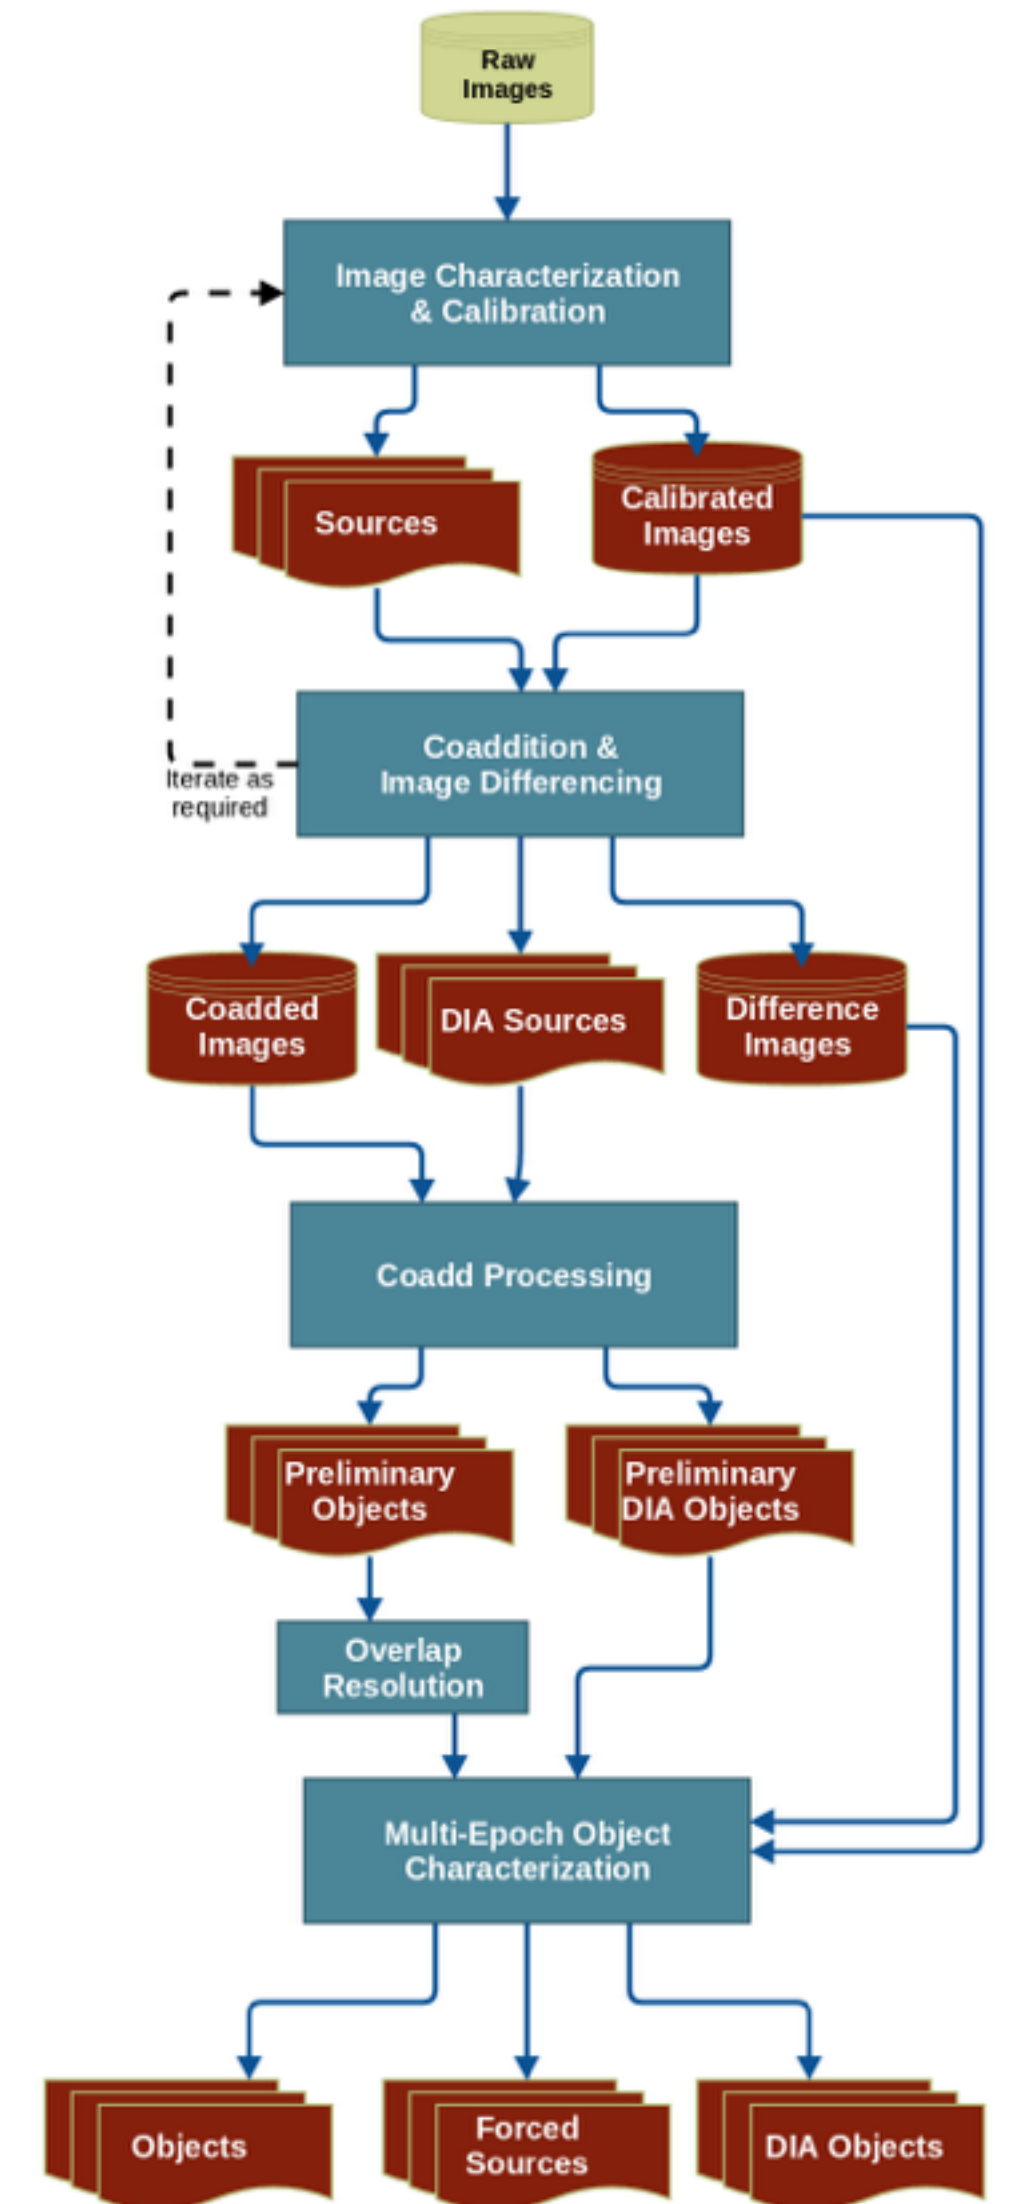 Raw
Images
Image Characterization
& Calibration
Sources
Calibrated
Images
Coaddition &
Image Differencing
Iterate as
required
Coadded
Images
DIA Sources
Difference
Images
Coadd Processing
Preliminary
Objects
Preliminary
DIA Objects
Overlap
Resolution
Multi-Epoch Object
Characterization
Objects
Forced
Sources
DIA Objects